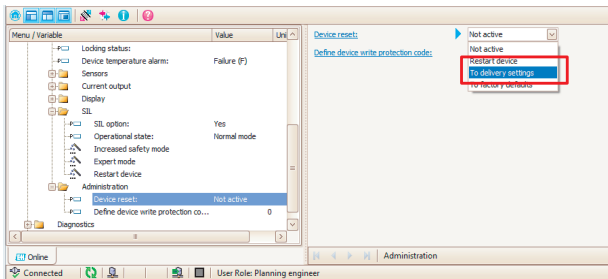 Menu / Variable Value Uni
Locking status:
Device temperature alarm: Failure (F)
Sensors
Current output
Display
SIL
SIL option: Yes
Operational state: Normal mode
Increased safety mode
Expert mode
Restart device
Administration
Device reset: Not active
Define device write protection co... 0
Diagnostics
Online
Device reset: Not active
Define device write protection code:
Not active
Restart device
To delivery settings
To factory defaults
Administration
Connected User Role: Planning engineer